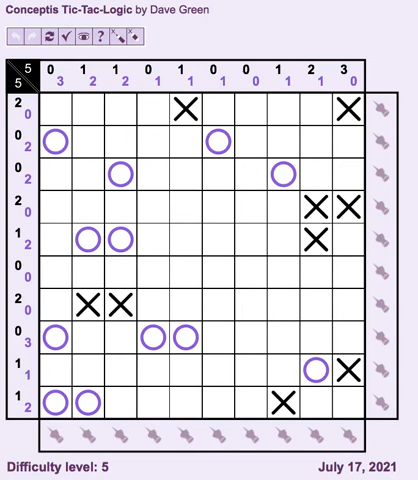 Conceptis Tic-Tac-Logic by Dave Green
5 0 1 1 0 1 0 0 1 2 3
5 3 2 2 1 2 1 0 1 1 0
2 0
0 2
0 2
2 0
1 2
0 0
2 0
0 3
1 1
1 2
Difficulty level: 5 July 17, 2021